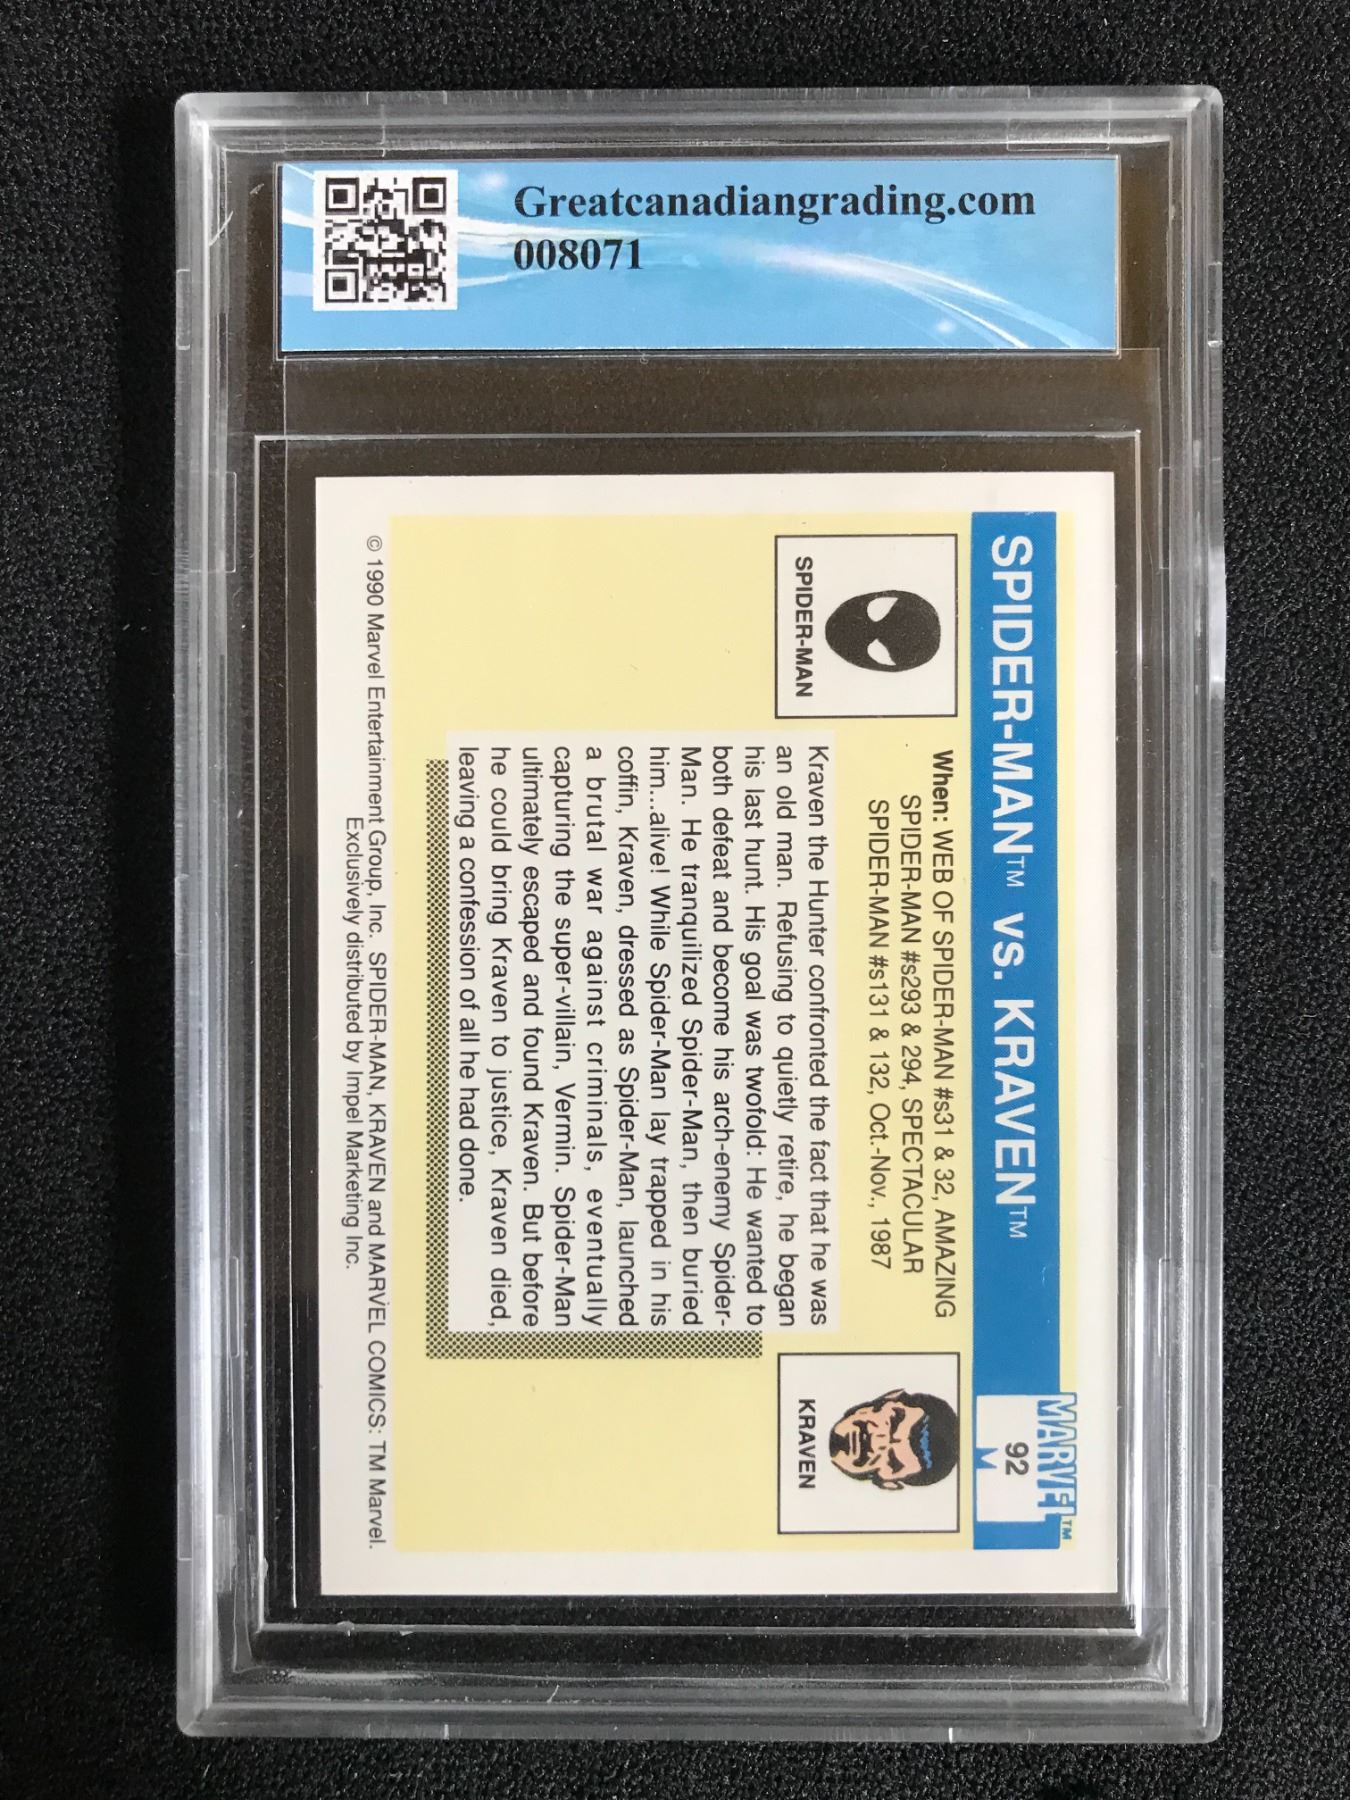 Greatcanadiangrading.com
008071
SPIDER-MAN™ vs. KRAVEN™
MARVEL™
92
SPIDER-MAN
When: WEB OF SPIDER-MAN #s31 & 32, AMAZING
SPIDER-MAN #s293 & 294, SPECTACULAR
SPIDER-MAN #s131 & 132, Oct.-Nov., 1987
KRAVEN
Kraven the Hunter confronted the fact that he was
an old man. Refusing to quietly retire, he began
his last hunt. His goal was twofold: He wanted to
both defeat and become his arch-enemy Spider-
Man. He tranquilized Spider-Man, then buried
him...alive! While Spider-Man lay trapped in his
coffin, Kraven, dressed as Spider-Man, launched
a brutal war against criminals, eventually
capturing the super-villain, Vermin. Spider-Man
ultimately escaped and found Kraven. But before
he could bring Kraven to justice, Kraven died,
leaving a confession of all he had done.
© 1990 Marvel Entertainment Group, Inc. SPIDER-MAN, KRAVEN and MARVEL COMICS: TM Marvel.
Exclusively distributed by Impel Marketing Inc.